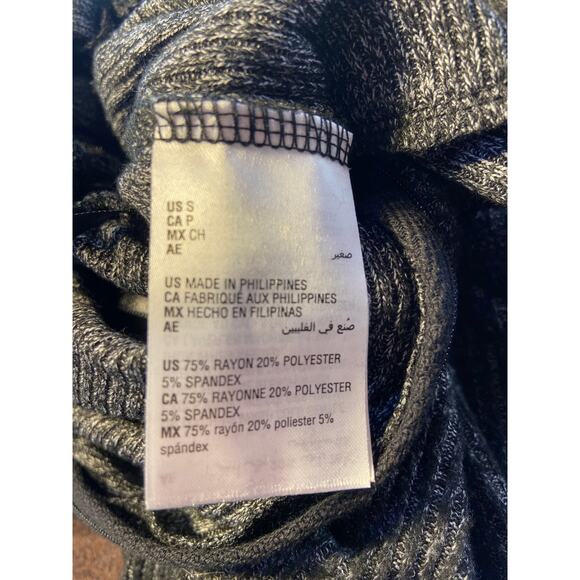 US S
CA P
MX CH
AE
صغير
US MADE IN PHILIPPINES
CA FABRIQUÉ AUX PHILIPPINES
MX HECHO EN FILIPINAS
AE صُنع في الفلبيين
US 75% RAYON 20% POLYESTER
5% SPANDEX
CA 75% RAYONNE 20% POLYESTER
5% SPANDEX
MX 75% rayón 20% poliester 5%
spándex